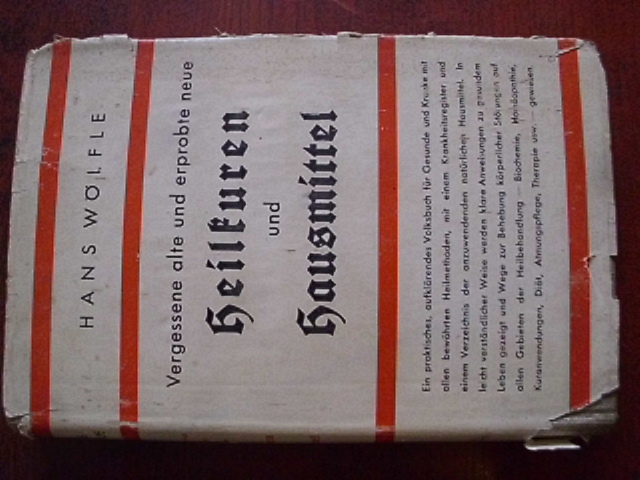 HANS WÖLFLE
Vergessene alte und erprobte neue
Heilkuren
und
Hausmittel
Ein praktisches, aufklärendes Volksbuch für Gesunde und Kranke mit
allen bewährten Heilmethoden, mit einem Krankheitsregister und
einem Verzeichnis der anzuwendenden natürlichen Hausmittel. In
leicht verständlicher Weise werden klare Anweisungen zu gesundem
Leben gezeigt und Wege zur Behebung körperlicher Störungen auf
allen Gebieten der Heilbehandlung — Biochemie, Homöopathie,
Kuranwendungen, Diät, Atmungspflege, Therapie usw. — gewiesen.